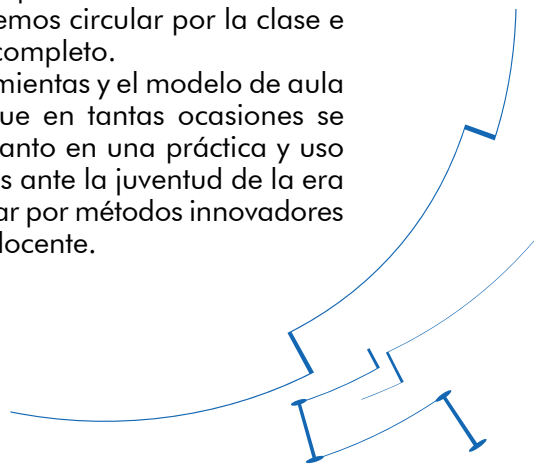 emos circular por la clase e
completo.
mientas y el modelo de aula
ue en tantas ocasiones se
anto en una práctica y uso
s ante la juventud de la era
ar por métodos innovadores
docente.